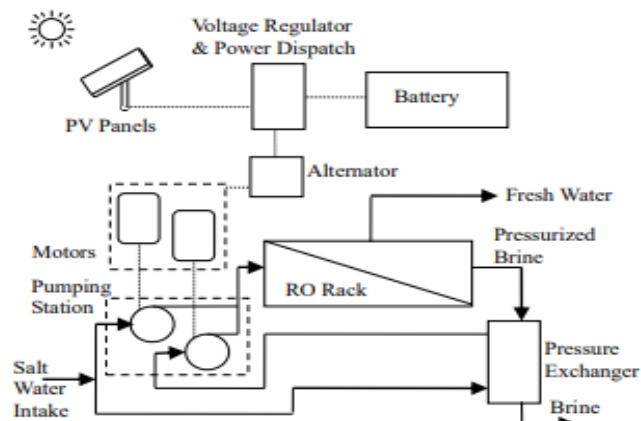 Voltage Regulator
& Power Dispatch
Battery
PV Panels
Alternator
Fresh Water
Motors
Pressurized
Brine
Pumping
Station
RO Rack
Salt
Water
Intake
Pressure
Exchanger
Brine